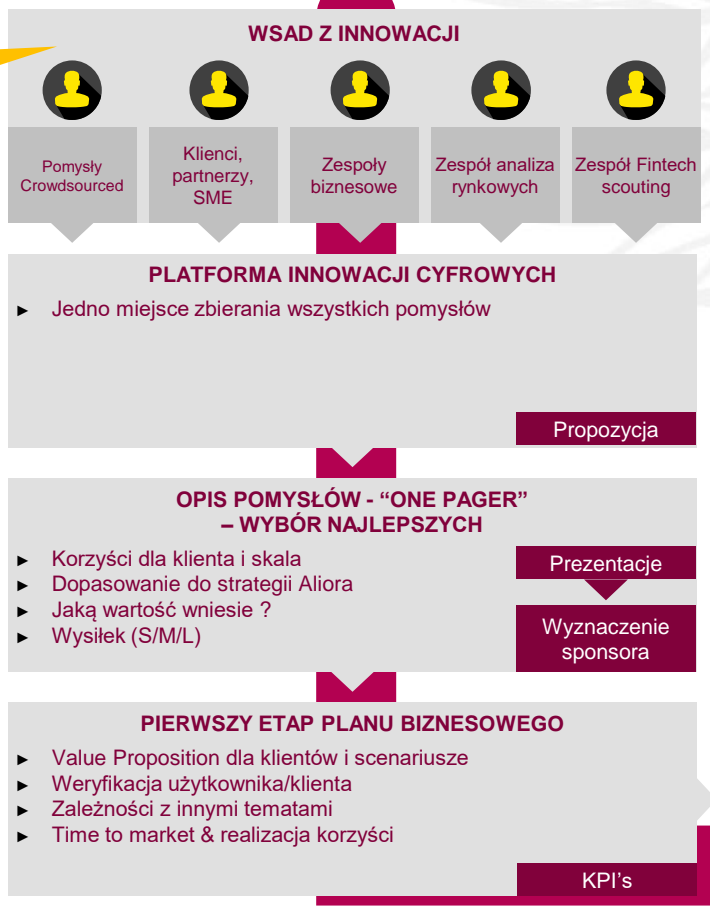 WSAD Z INNOWACJI
Pomysły
Crowdsourced
Klienci,
partnerzy,
SME
Zespoły
biznesowe
Zespół analiza
rynkowych
Zespół Fintech
scouting
PLATFORMA INNOWACJI CYFROWYCH
► Jedno miejsce zbierania wszystkich pomysłów
Propozycja
OPIS POMYSŁÓW - “ONE PAGER”
– WYBÓR NAJLEPSZYCH
► Korzyści dla klienta i skala
► Dopasowanie do strategii Aliora
► Jaką wartość wniesie ?
► Wysiłek (S/M/L)
Prezentacje
Wyznaczenie
sponsora
PIERWSZY ETAP PLANU BIZNESOWEGO
► Value Proposition dla klientów i scenariusze
► Weryfikacja użytkownika/klienta
► Zależności z innymi tematami
► Time to market & realizacja korzyści
KPI's